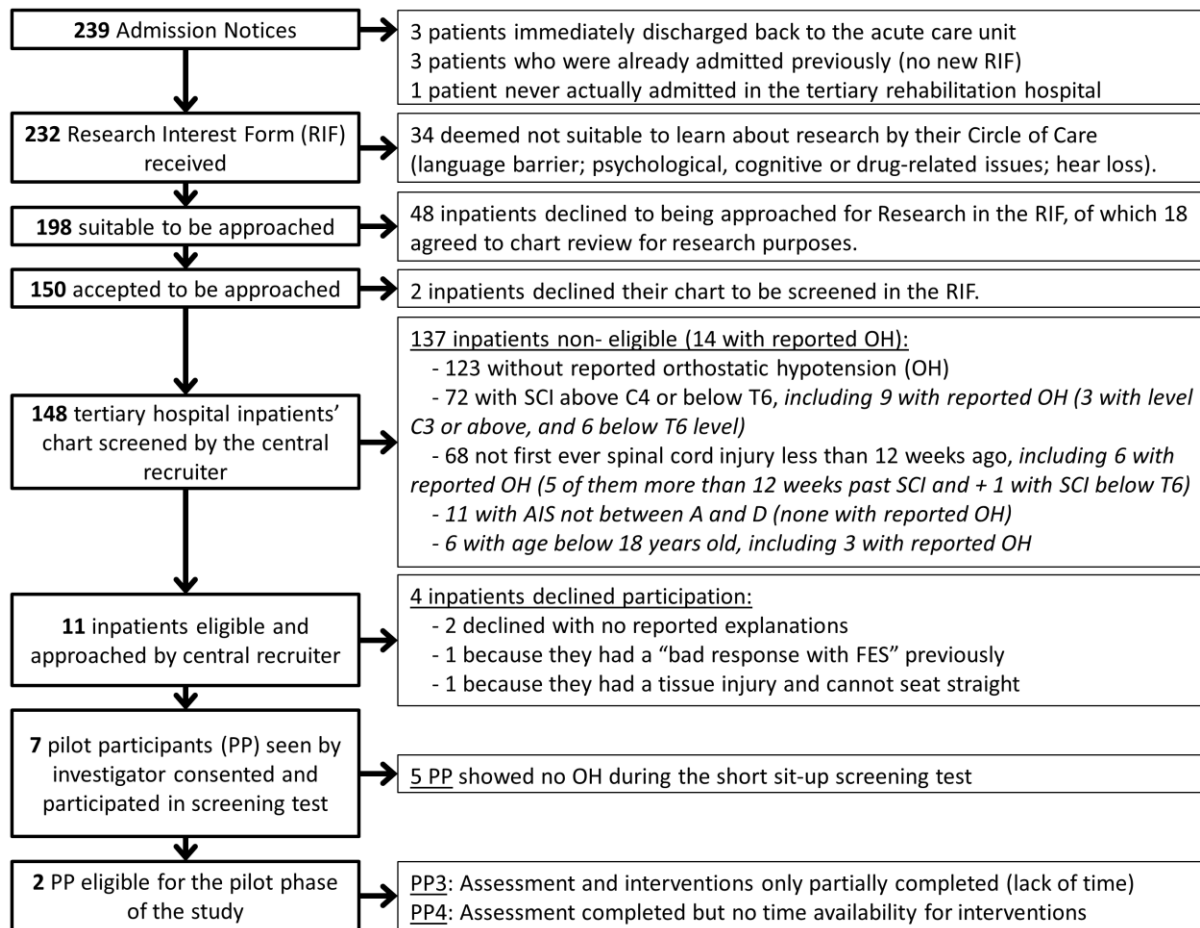 239 Admission Notices
3 patients immediately discharged back to the acute care unit
3 patients who were already admitted previously (no new RIF)
1 patient never actually admitted in the tertiary rehabilitation hospital
232 Research Interest Form (RIF)
received
34 deemed not suitable to learn about research by their Circle of Care
(language barrier; psychological, cognitive or drug-related issues; hear loss).
198 suitable to be approached
48 inpatients declined to being approached for Research in the RIF, of which 18
agreed to chart review for research purposes.
150 accepted to be approached
2 inpatients declined their chart to be screened in the RIF.
148 tertiary hospital inpatients’
chart screened by the central
recruiter
137 inpatients non- eligible (14 with reported OH):
- 123 without reported orthostatic hypotension (OH)
- 72 with SCI above C4 or below T6, including 9 with reported OH (3 with level
C3 or above, and 6 below T6 level)
- 68 not first ever spinal cord injury less than 12 weeks ago, including 6 with
reported OH (5 of them more than 12 weeks past SCI and + 1 with SCI below T6)
- 11 with AIS not between A and D (none with reported OH)
- 6 with age below 18 years old, including 3 with reported OH
11 inpatients eligible and
approached by central recruiter
4 inpatients declined participation:
- 2 declined with no reported explanations
- 1 because they had a “bad response with FES” previously
- 1 because they had a tissue injury and cannot seat straight
7 pilot participants (PP) seen by
investigator consented and
participated in screening test
5 PP showed no OH during the short sit-up screening test
2 PP eligible for the pilot phase
of the study
PP3: Assessment and interventions only partially completed (lack of time)
PP4: Assessment completed but no time availability for interventions